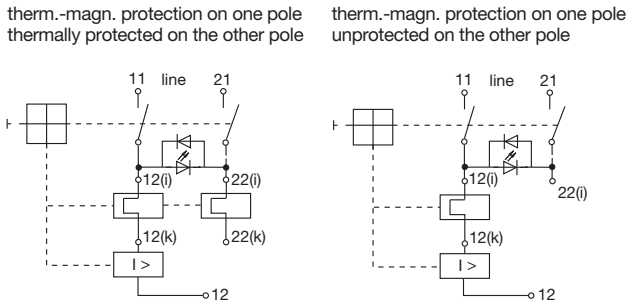 therm.-magn. protection on one pole
thermally protected on the other pole
11 line 21
12(i) 22(i)
12(k) 22(k)
I >
12
therm.-magn. protection on one pole
unprotected on the other pole
11 line 21
12(i)
22(i)
12(k)
I >
12